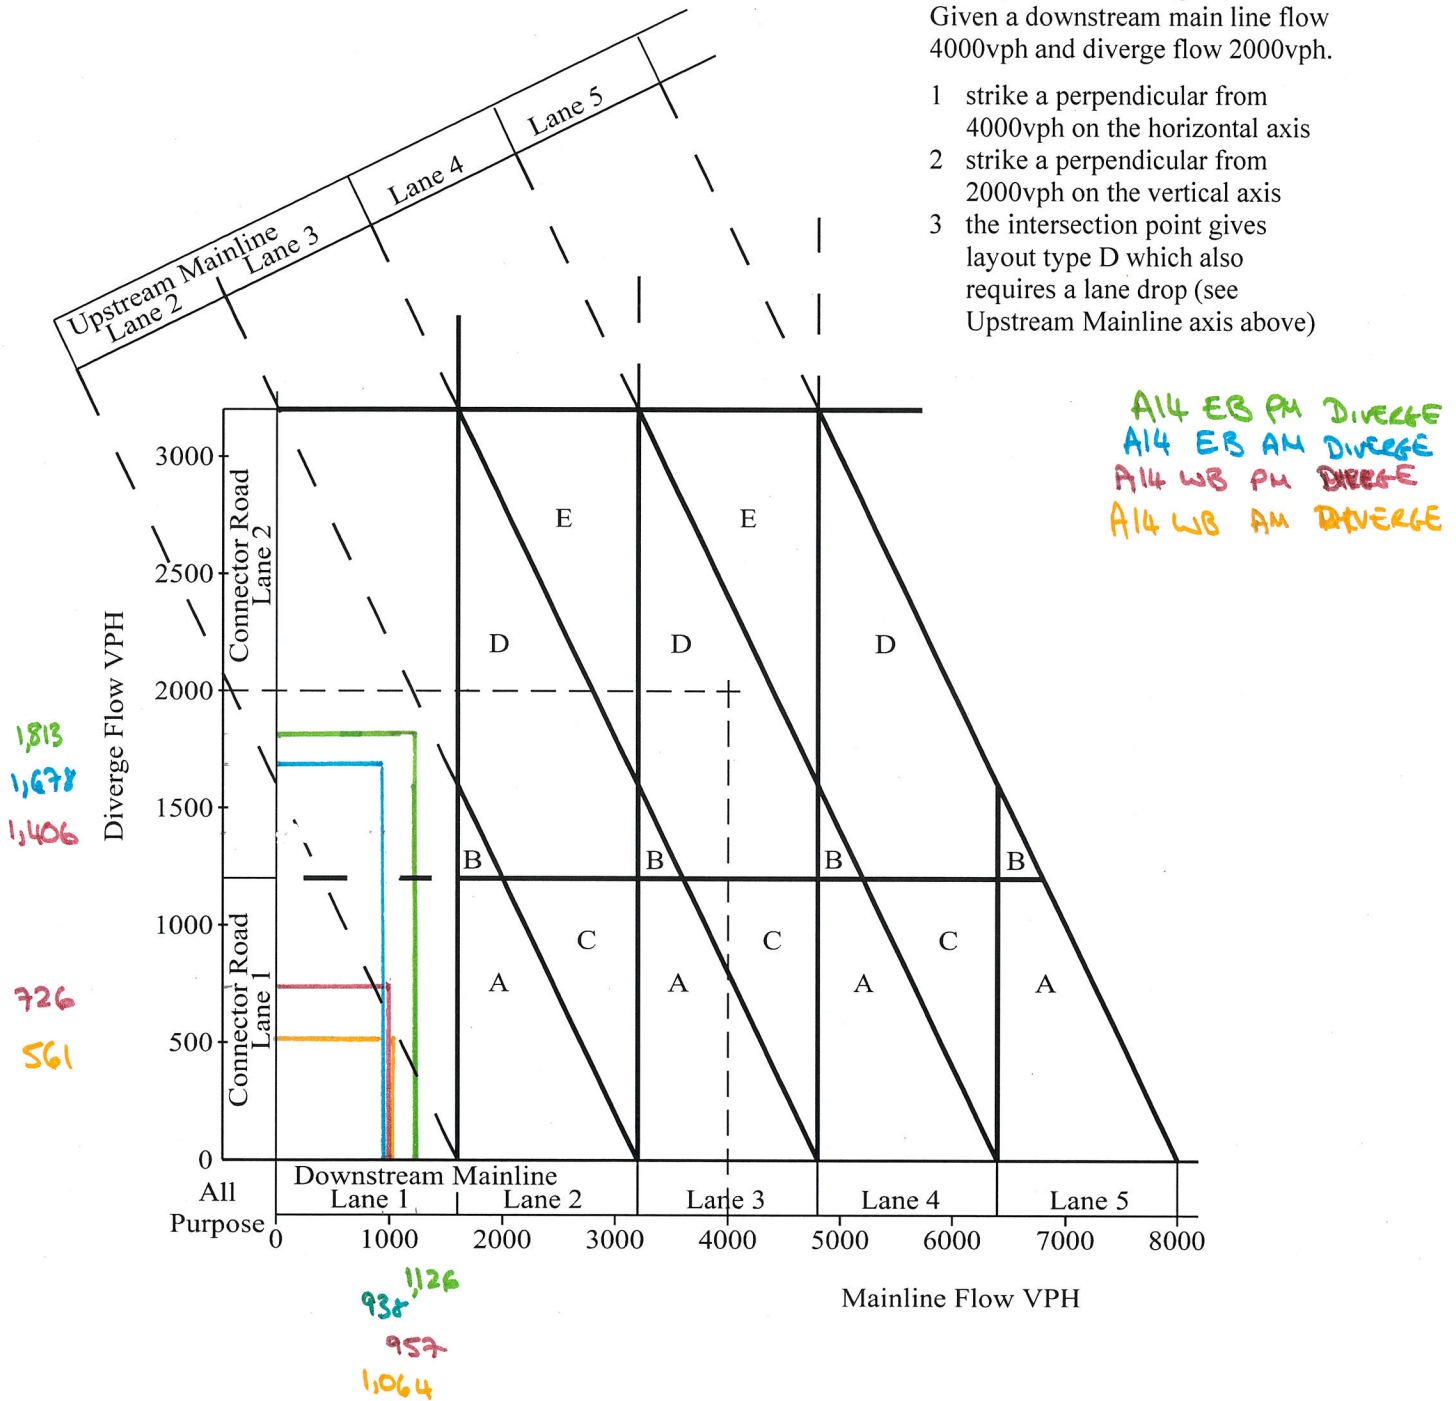 Given a downstream main line flow
4000vph and diverge flow 2000vph.
1 strike a perpendicular from
4000vph on the horizontal axis
2 strike a perpendicular from
2000vph on the vertical axis
3 the intersection point gives
layout type D which also
requires a lane drop (see
Upstream Mainline axis above)
Upstream Mainline
Lane 2
Lane 3
Lane 4
Lane 5
A14 EB PM DIVERGE
A14 EB AM DIVERGE
A14 WB PM
A14 WB AM DIVERGE
Diverge Flow VPH
3000
2500
2000
1500
1000
500
0
Connector Road
Lane 2
Connector Road
Lane 1
1,813
1,678
1,406
726
561
E
E
D
D
D
B
B
B
B
C
C
C
A
A
A
A
Downstream Mainline
All
Purpose
Lane 1
Lane 2
Lane 3
Lane 4
Lane 5
0
1000
2000
3000
4000
5000
6000
7000
8000
Mainline Flow VPH
1,126
938
957
1,064